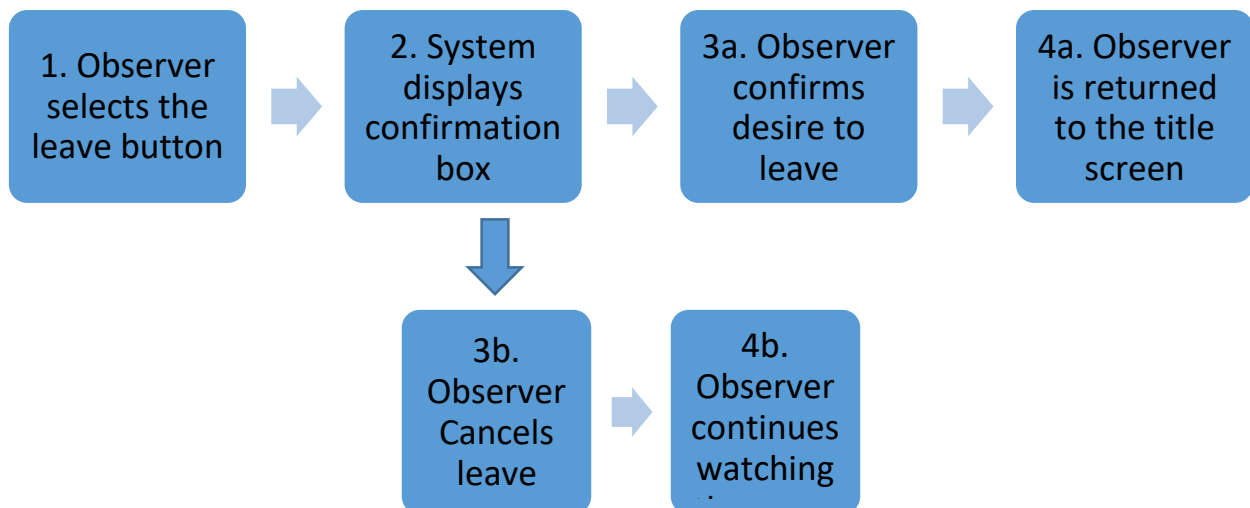 1. Observer
selects the
leave button
2. System
displays
confirmation
box
3a. Observer
confirms
desire to
leave
4a. Observer
is returned
to the title
screen
3b.
Observer
Cancels
leave
4b.
Observer
continues
watching